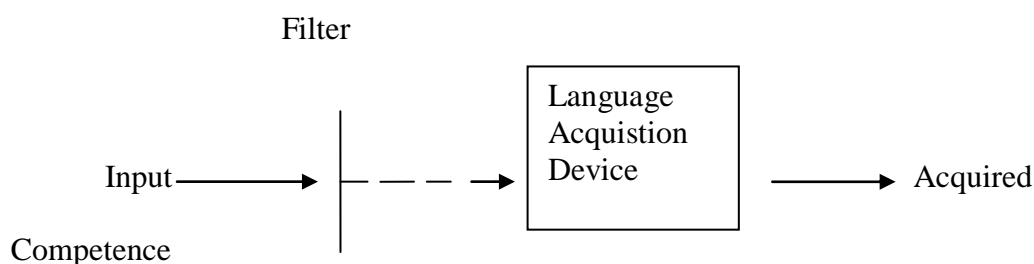 Filter
Language
Acquistion
Device
Input
Acquired
Competence